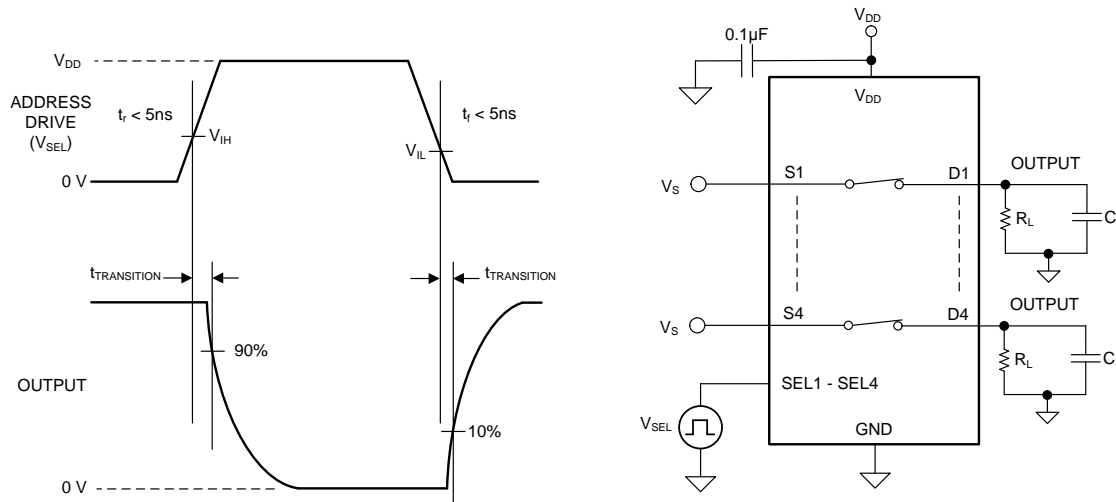 V_DD
ADDRESS
DRIVE
(V_SEL)
t_r < 5ns
V_IH
t_f < 5ns
V_IL
0 V
t_TRANSITION
t_TRANSITION
90%
OUTPUT
10%
0 V
V_DD
0.1µF
V_DD
OUTPUT
V_S
S1
D1
R_L
C
OUTPUT
V_S
S4
D4
R_L
C
SEL1 - SEL4
V_SEL
GND